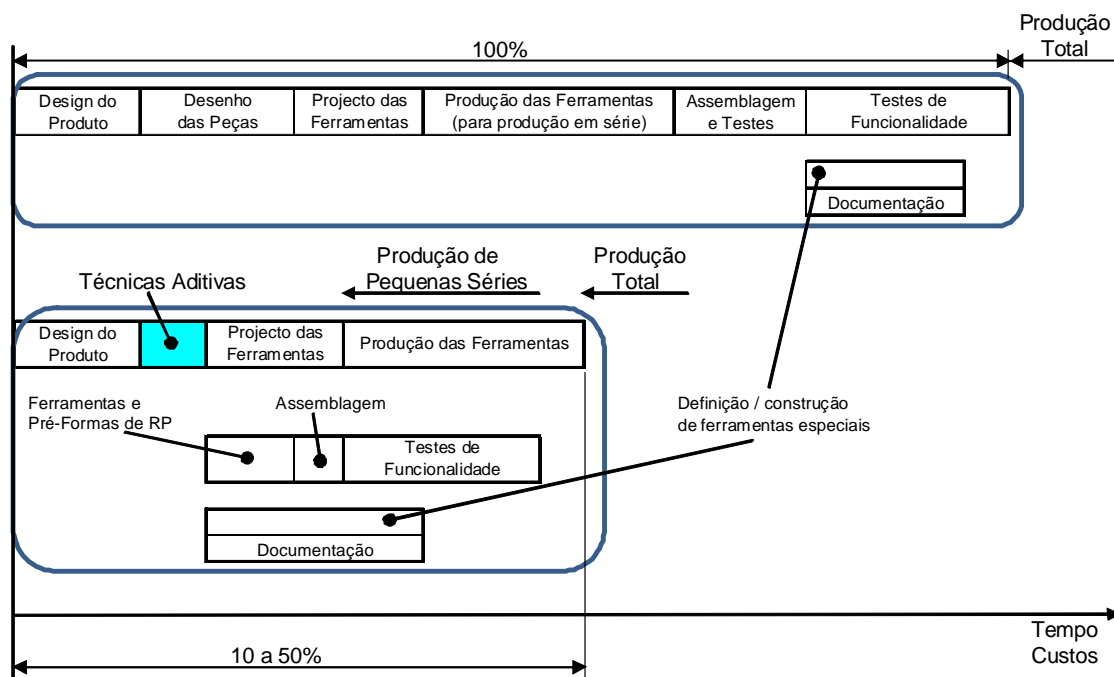 Produção
Total
100%
Design do
Produto
Desenho
das Peças
Projecto das
Ferramentas
Produção das Ferramentas
(para produção em série)
Assemblagem
e Testes
Testes de
Funcionalidade
Documentação
Técnicas Aditivas
Produção de
Pequenas Séries
Produção
Total
Design do
Produto
Projecto das
Ferramentas
Produção das Ferramentas
Ferramentas e
Pré-Formas de RP
Assemblagem
Definição / construção
de ferramentas especiais
Testes de
Funcionalidade
Documentação
Tempo
Custos
10 a 50%